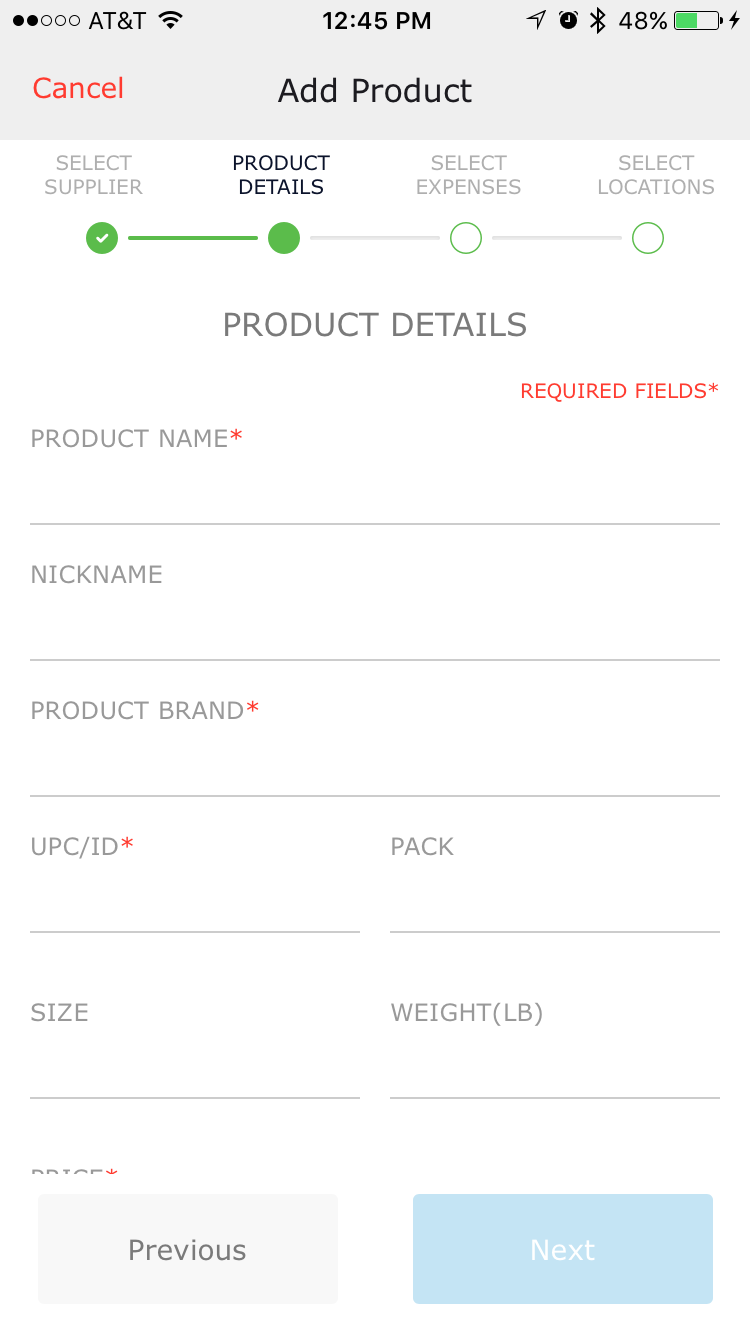 AT&T 12:45 PM 48%
Cancel Add Product
SELECT SUPPLIER
PRODUCT DETAILS
SELECT EXPENSES
SELECT LOCATIONS
PRODUCT DETAILS
REQUIRED FIELDS*
PRODUCT NAME*
NICKNAME
PRODUCT BRAND*
UPC/ID* PACK
SIZE WEIGHT(LB)
PRICE*
Previous Next